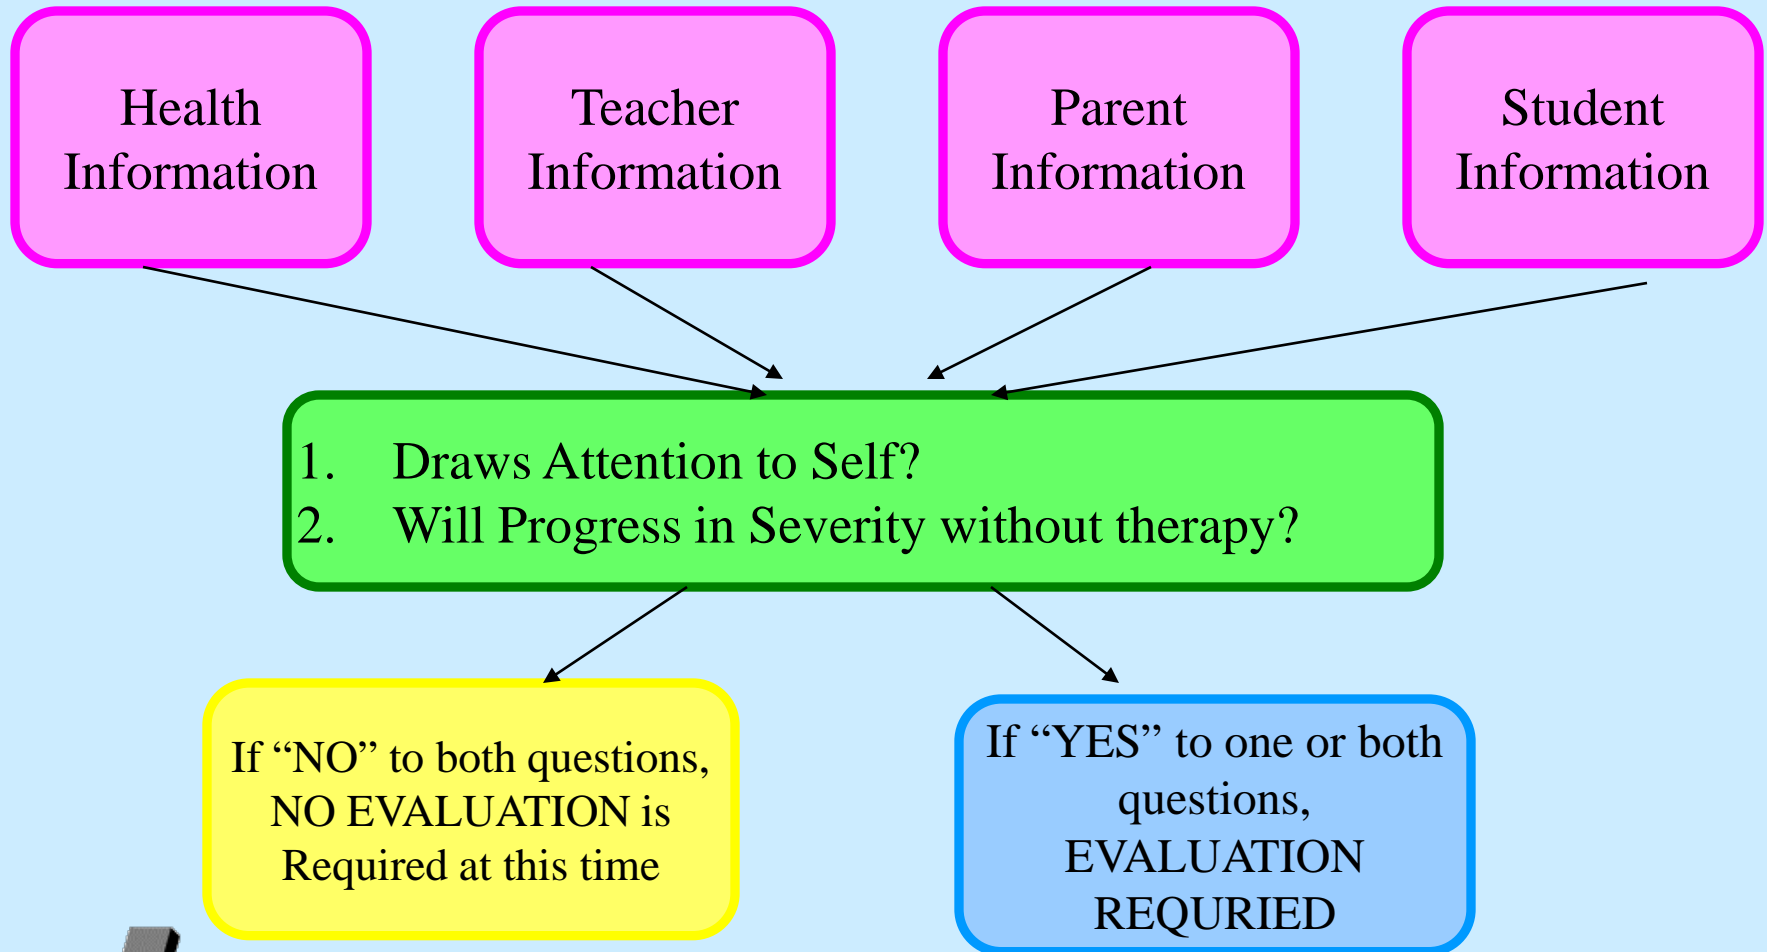 Health
Information
Teacher
Information
Parent
Information
Student
Information
1. Draws Attention to Self?
2. Will Progress in Severity without therapy?
If “NO” to both questions,
NO EVALUATION is
Required at this time
If “YES” to one or both
questions,
EVALUATION
REQURIED